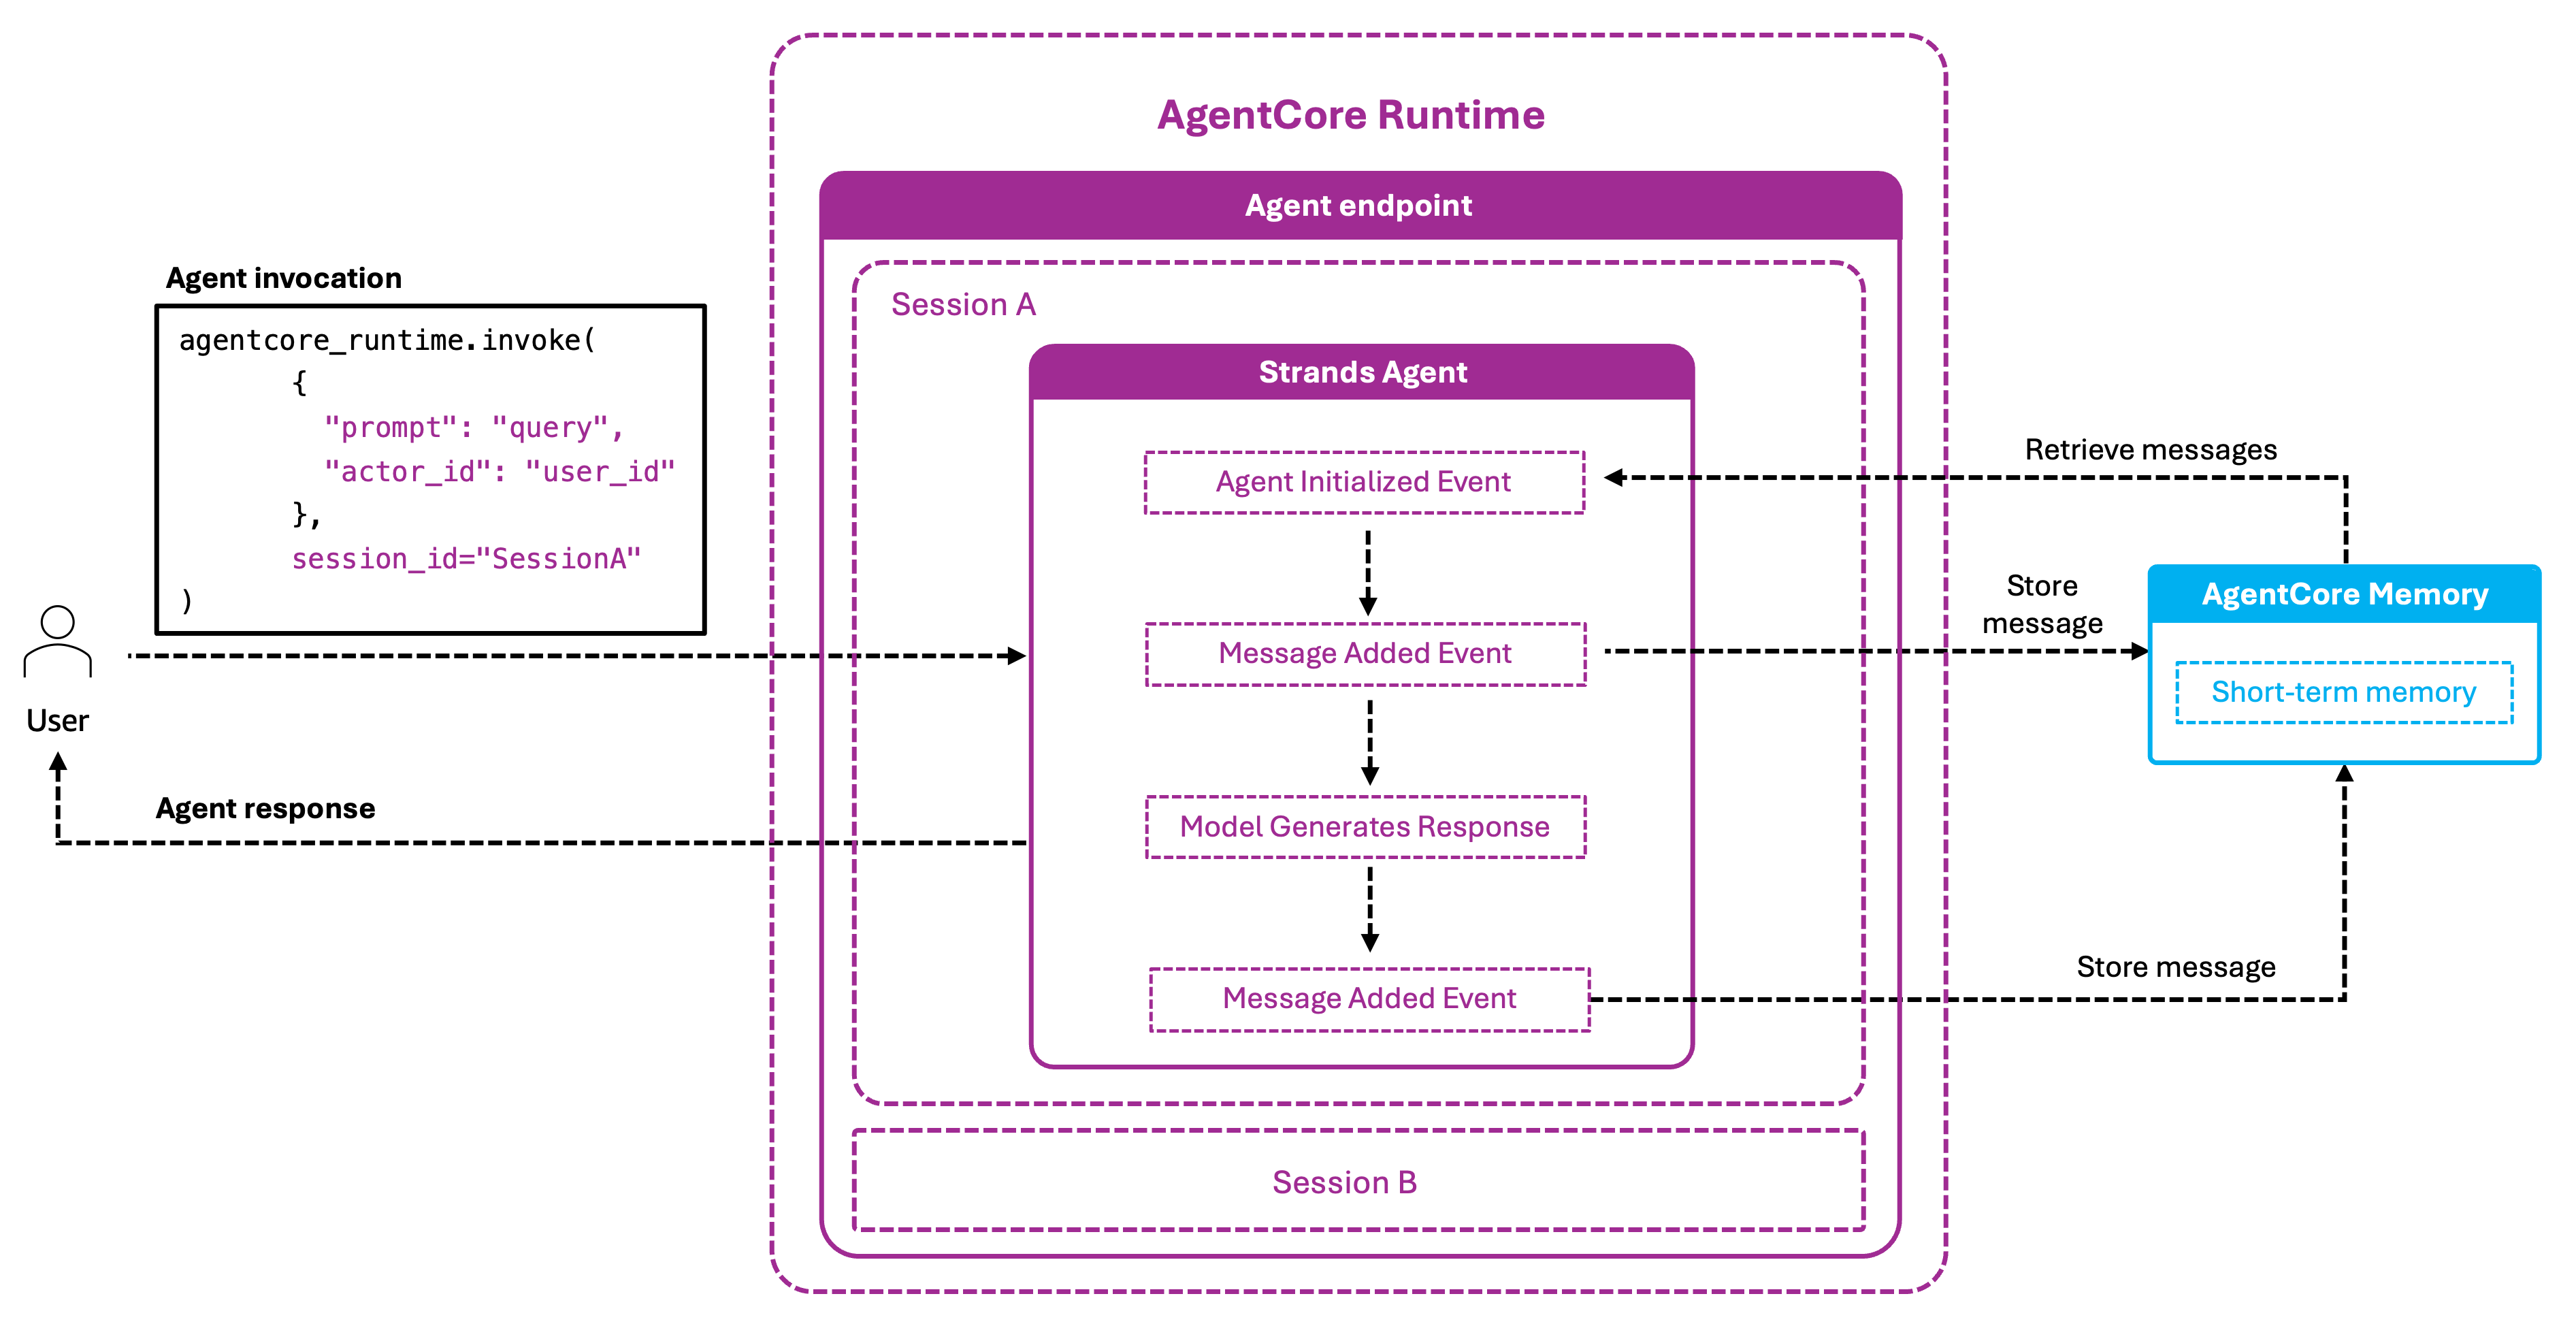 AgentCore Runtime
Agent endpoint
Agent invocation
agentcore_runtime.invoke(
{
"prompt": "query",
"actor_id": "user_id"
},
session_id="SessionA"
)
User
Agent response
Session A
Strands Agent
Agent Initialized Event
Message Added Event
Model Generates Response
Message Added Event
Session B
Retrieve messages
Store
message
AgentCore Memory
Short-term memory
Store message